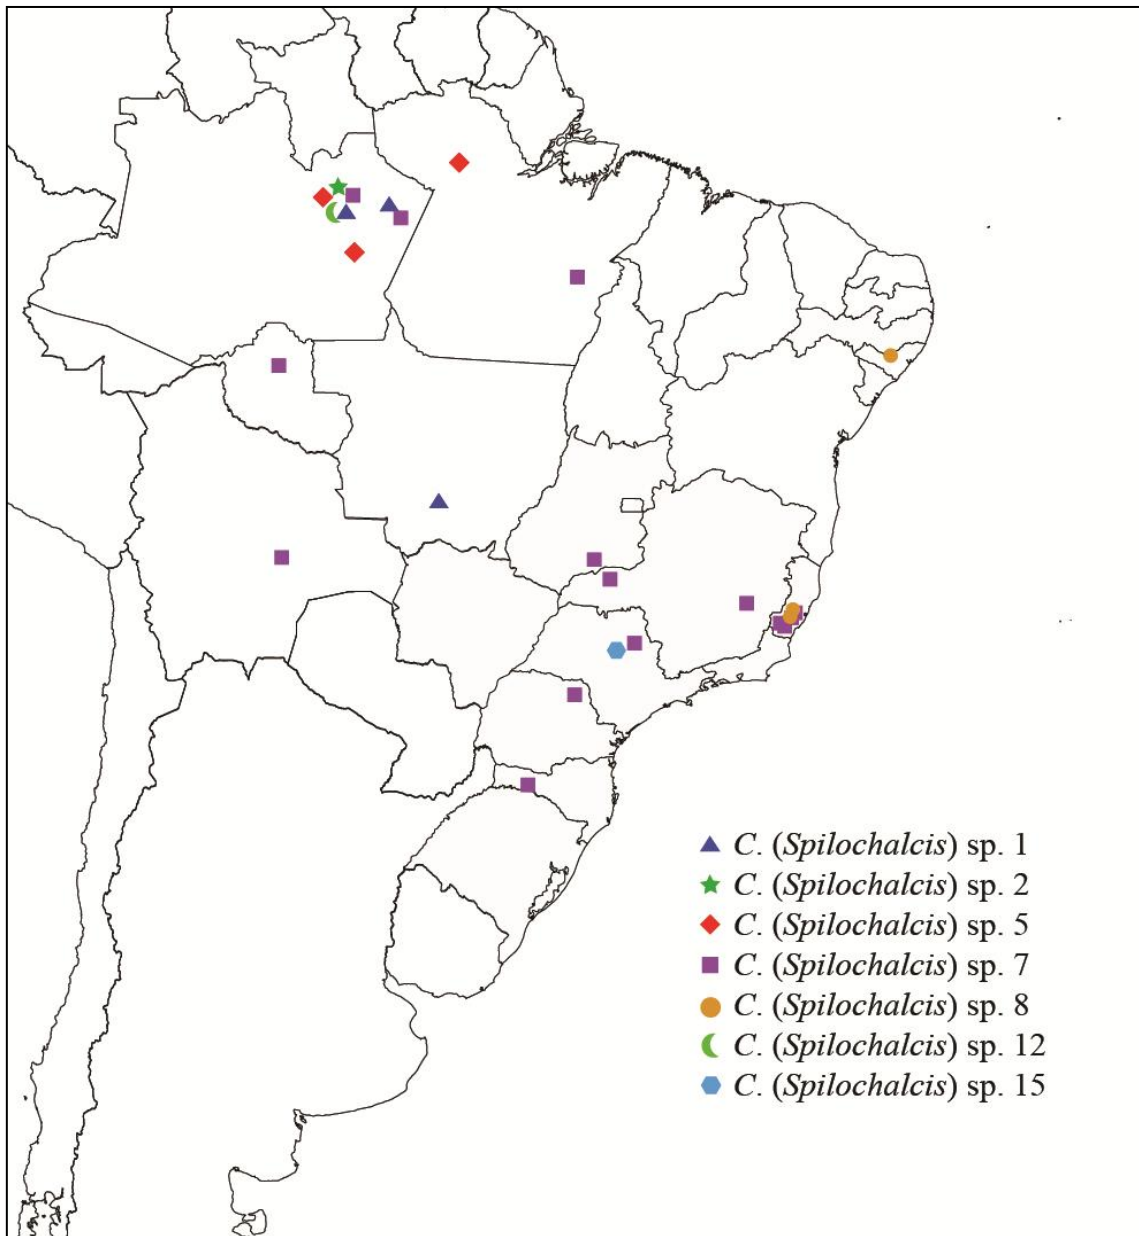 C. (Spilochalcis) sp. 1
C. (Spilochalcis) sp. 2
C. (Spilochalcis) sp. 5
C. (Spilochalcis) sp. 7
C. (Spilochalcis) sp. 8
C. (Spilochalcis) sp. 12
C. (Spilochalcis) sp. 15